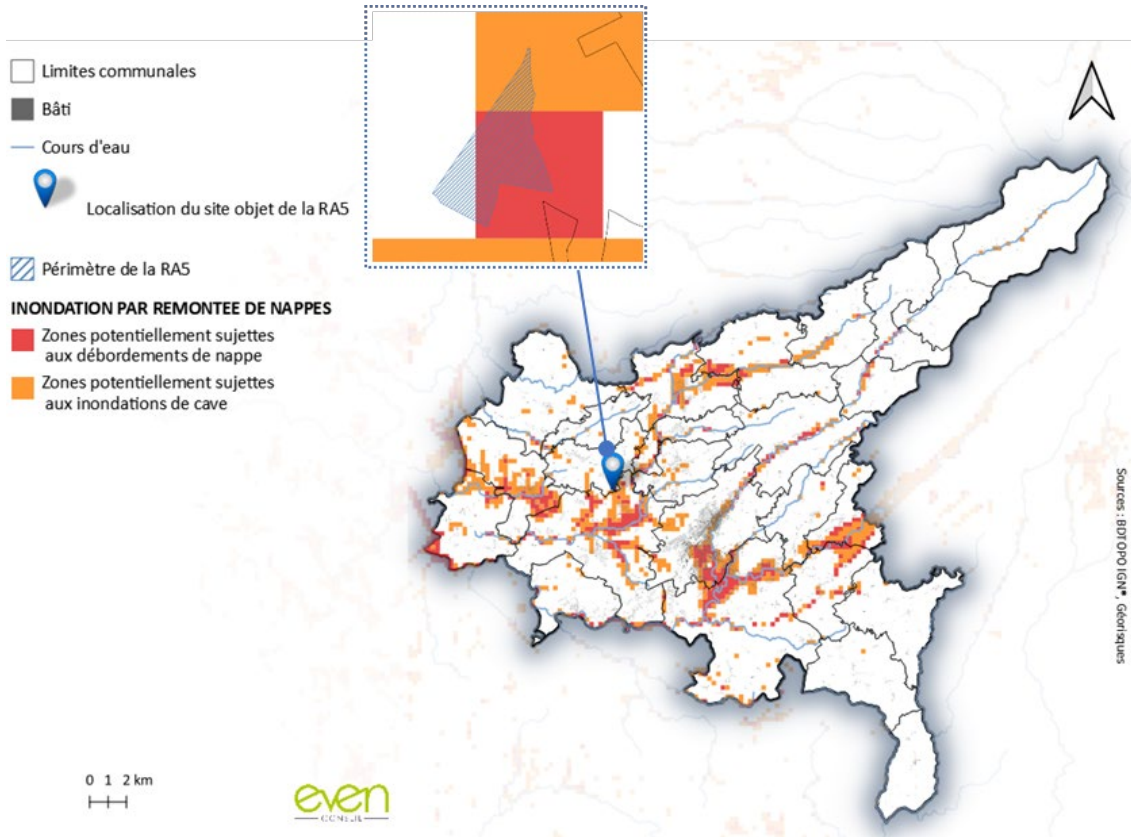 Limites communales
Bâti
Cours d'eau
Localisation du site objet de la RA5
Périmètre de la RA5
INONDATION PAR REMONTEE DE NAPPES
Zones potentiellement sujettes
aux débordements de nappe
Zones potentiellement sujettes
aux inondations de cave
Sources : BDTOPO IGN®, Géorisques
0 1 2 km
even
CONSEIL